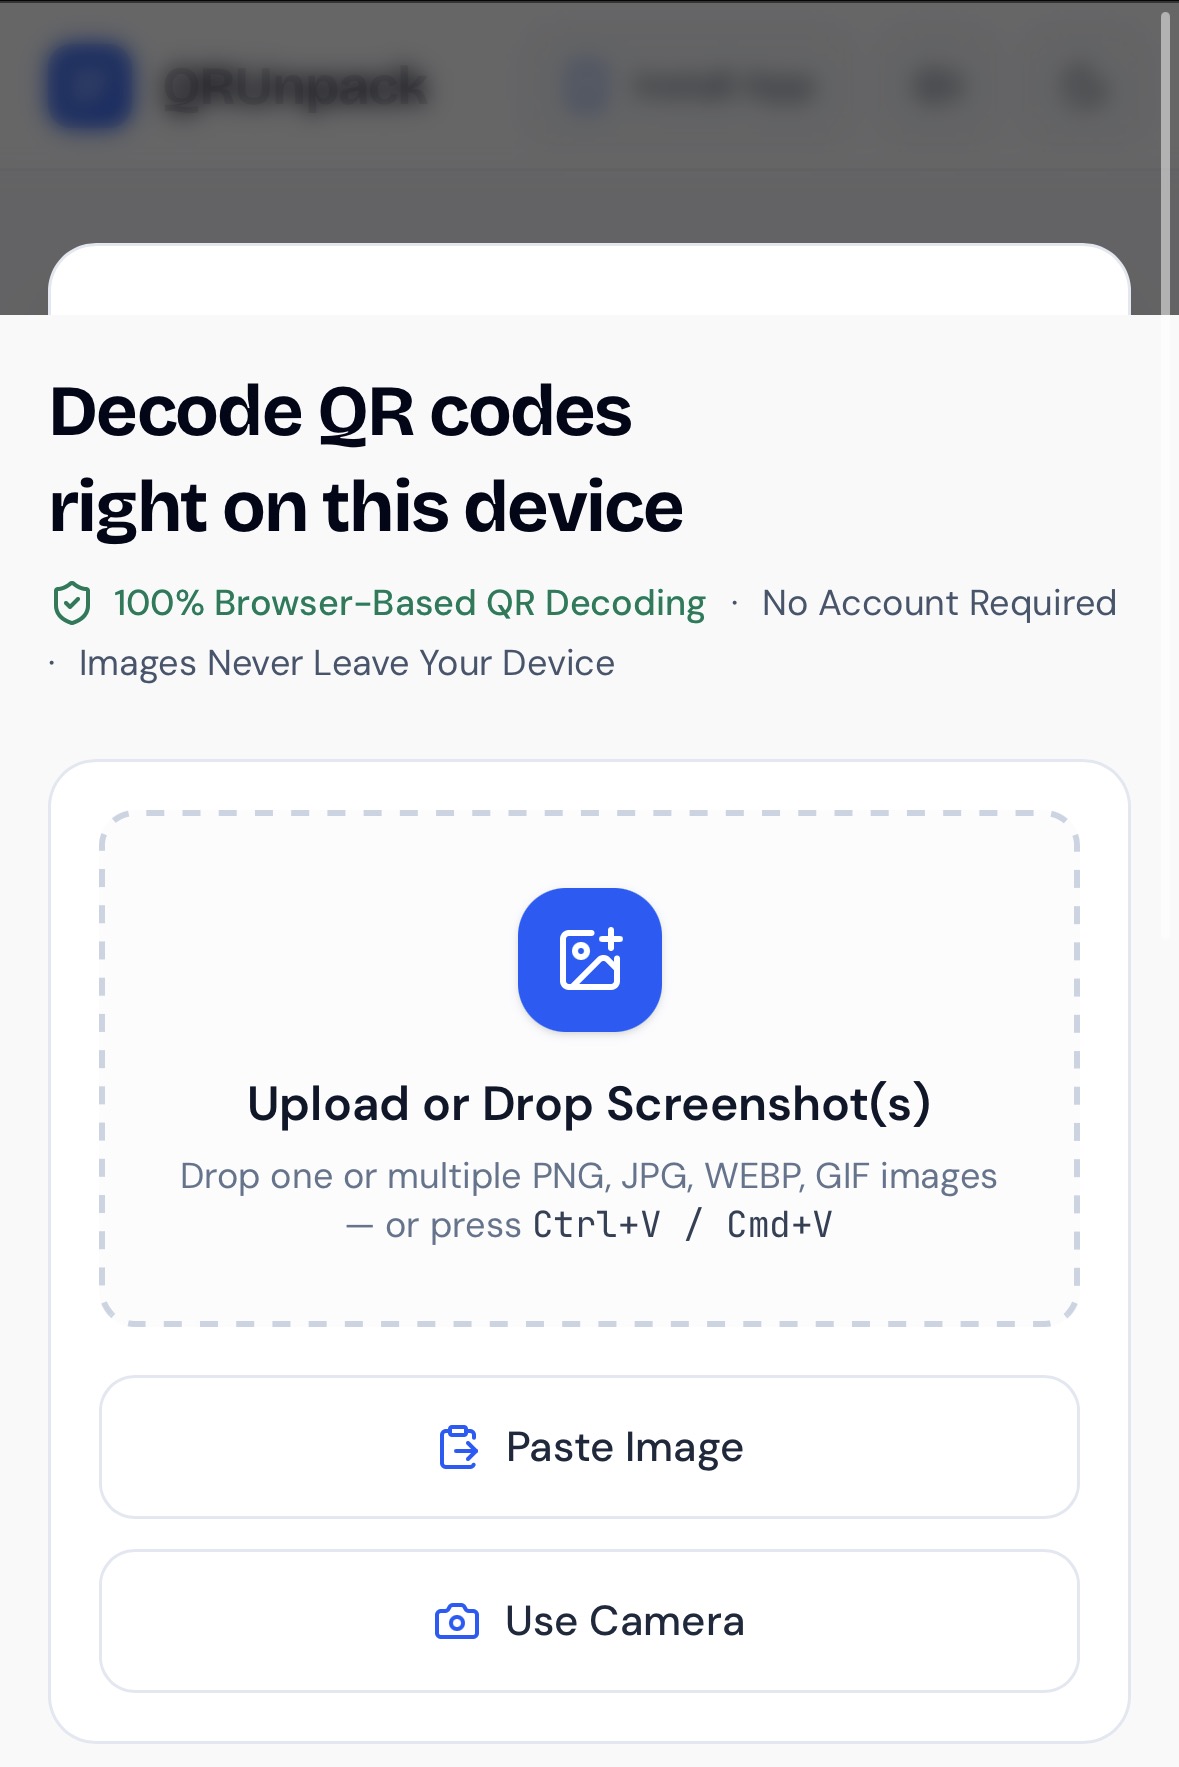 QRUnpack
Decode QR codes
right on this device
100% Browser-Based QR Decoding · No Account Required
· Images Never Leave Your Device
Upload or Drop Screenshot(s)
Drop one or multiple PNG, JPG, WEBP, GIF images
— or press Ctrl+V / Cmd+V
Paste Image
Use Camera